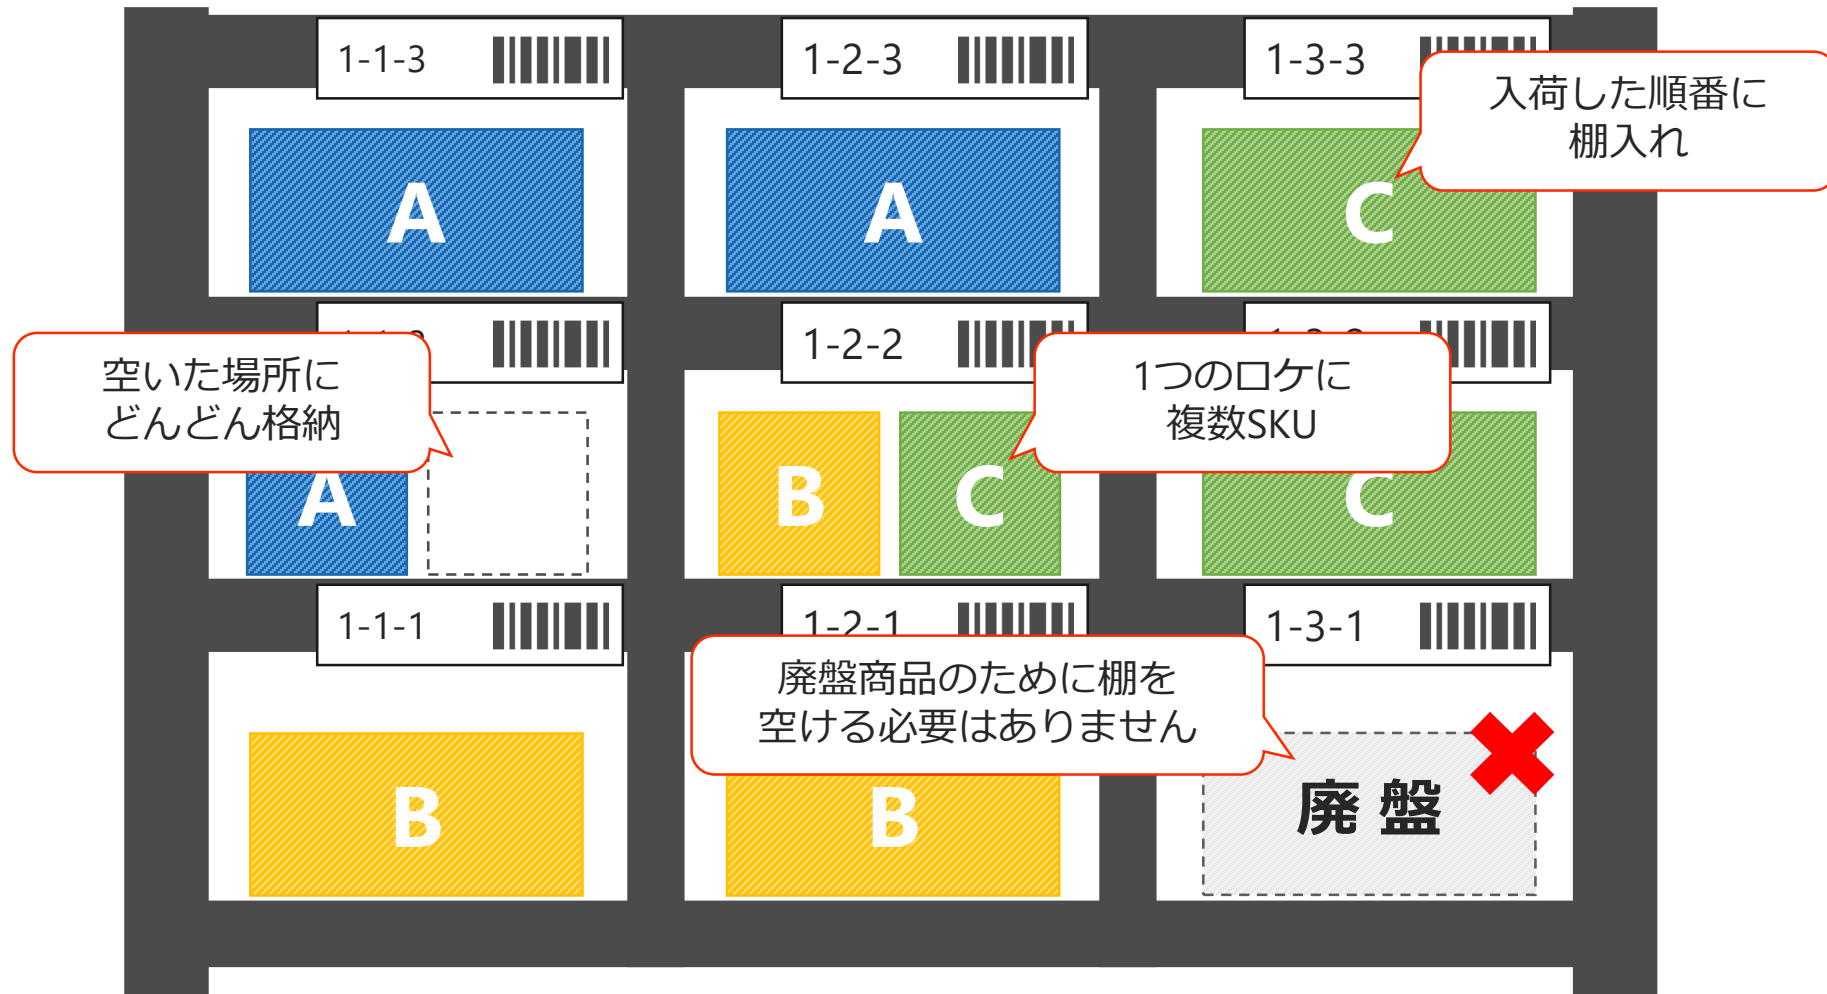 1-1-3
1-2-3
1-3-3
入荷した順番に
棚入れ
A
A
C
空いた場所に
どんどん格納
1-2-2
1つのロケに
複数SKU
A
B
C
C
1-1-1
1-2-1
1-3-1
廃盤商品のために棚を
空ける必要はありません
B
B
廃盤